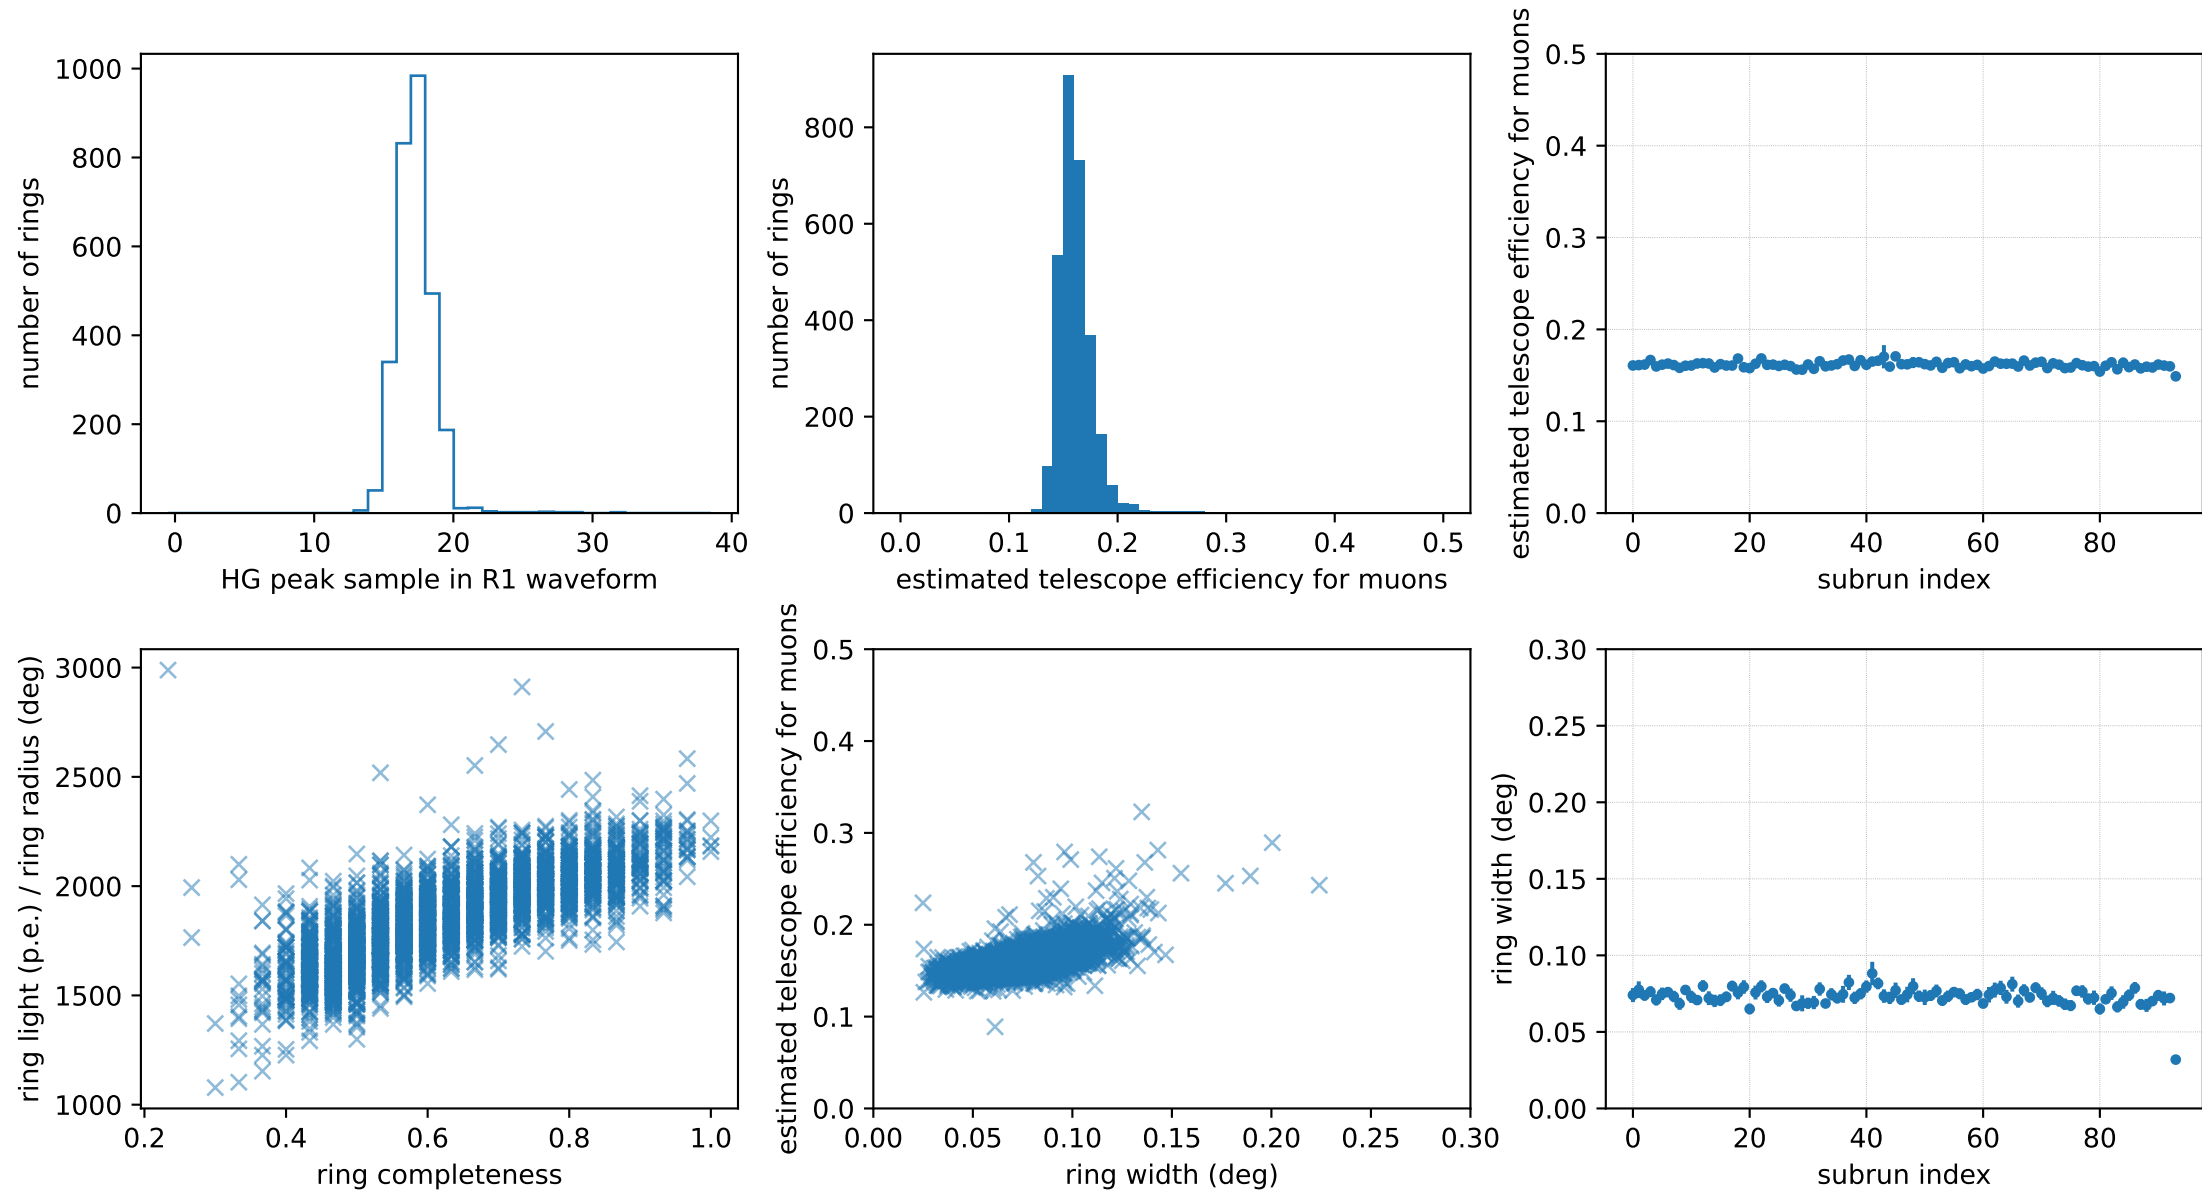 1000
800
600
400
200
0
number of rings
0 10 20 30 40
HG peak sample in R1 waveform
800
600
400
200
0
number of rings
0.0 0.1 0.2 0.3 0.4 0.5
estimated telescope efficiency for muons
0.5
0.4
0.3
0.2
0.1
0.0
estimated telescope efficiency for muons
0 20 40 60 80
subrun index
3000
2500
2000
1500
1000
ring light (p.e.) / ring radius (deg)
0.2 0.4 0.6 0.8 1.0
ring completeness
0.5
0.4
0.3
0.2
0.1
0.0
estimated telescope efficiency for muons
0.00 0.05 0.10 0.15 0.20 0.25 0.30
ring width (deg)
0.30
0.25
0.20
0.15
0.10
0.05
0.00
ring width (deg)
0 20 40 60 80
subrun index